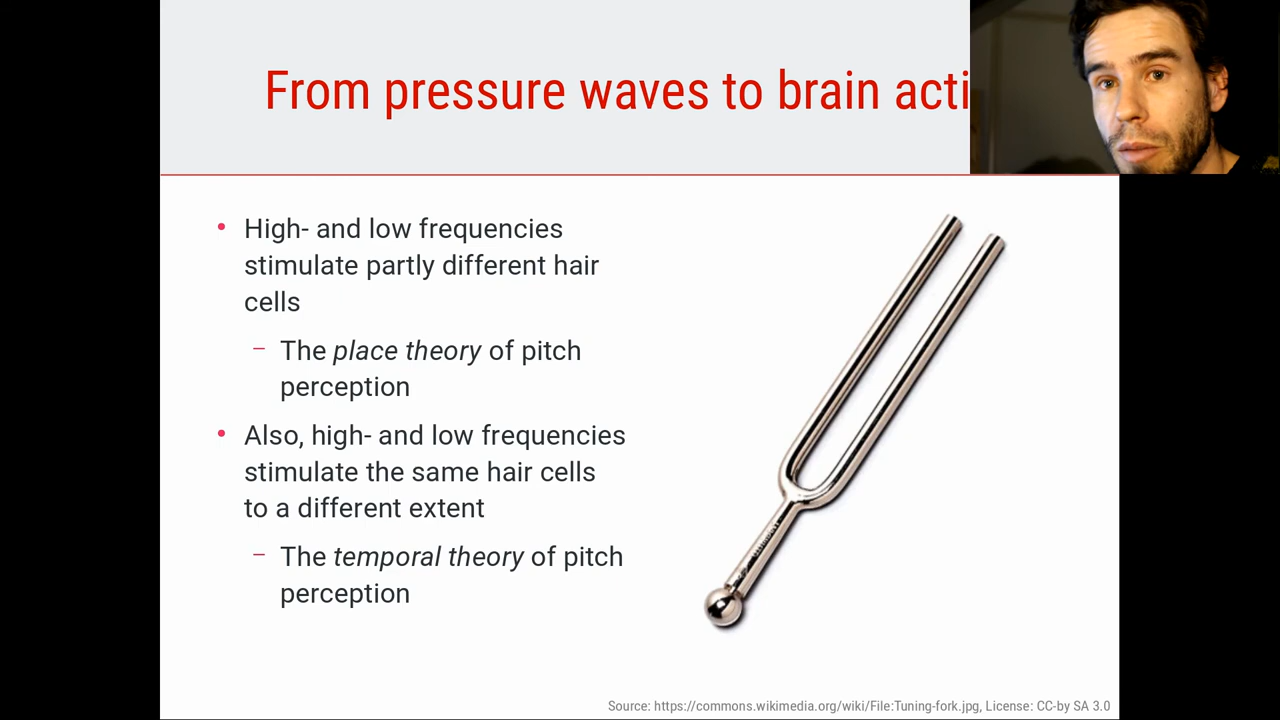 From pressure waves to brain acti
• High- and low frequencies
stimulate partly different hair
cells
– The place theory of pitch
perception
• Also, high- and low frequencies
stimulate the same hair cells
to a different extent
– The temporal theory of pitch
perception
Source: https://commons.wikimedia.org/wiki/File:Tuning-fork.jpg, License: CC-by SA 3.0